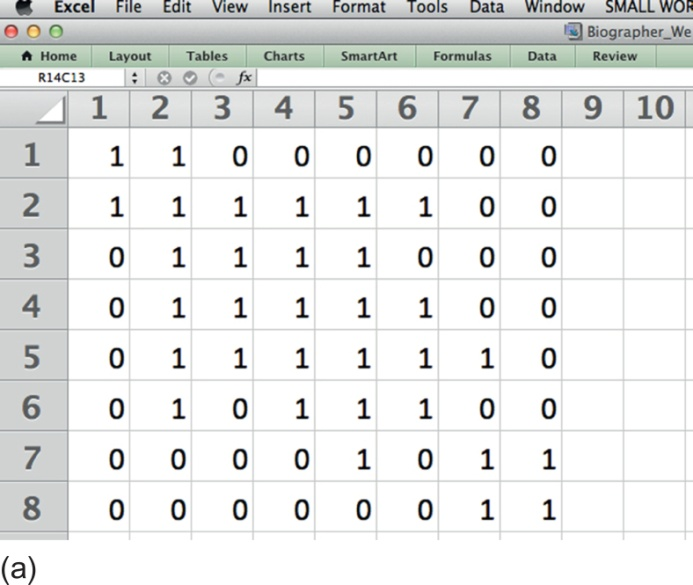 Excel File Edit View Insert Format Tools Data Window SMALL WOR
Biographer_We
Home Layout Tables Charts SmartArt Formulas Data Review
R14C13 fx
1 2 3 4 5 6 7 8 9 10
1 1 1 0 0 0 0 0 0
2 1 1 1 1 1 1 0 0
3 0 1 1 1 1 0 0 0
4 0 1 1 1 1 1 0 0
5 0 1 1 1 1 1 1 0
6 0 1 0 1 1 1 0 0
7 0 0 0 0 1 0 1 1
8 0 0 0 0 0 0 1 1
(a)